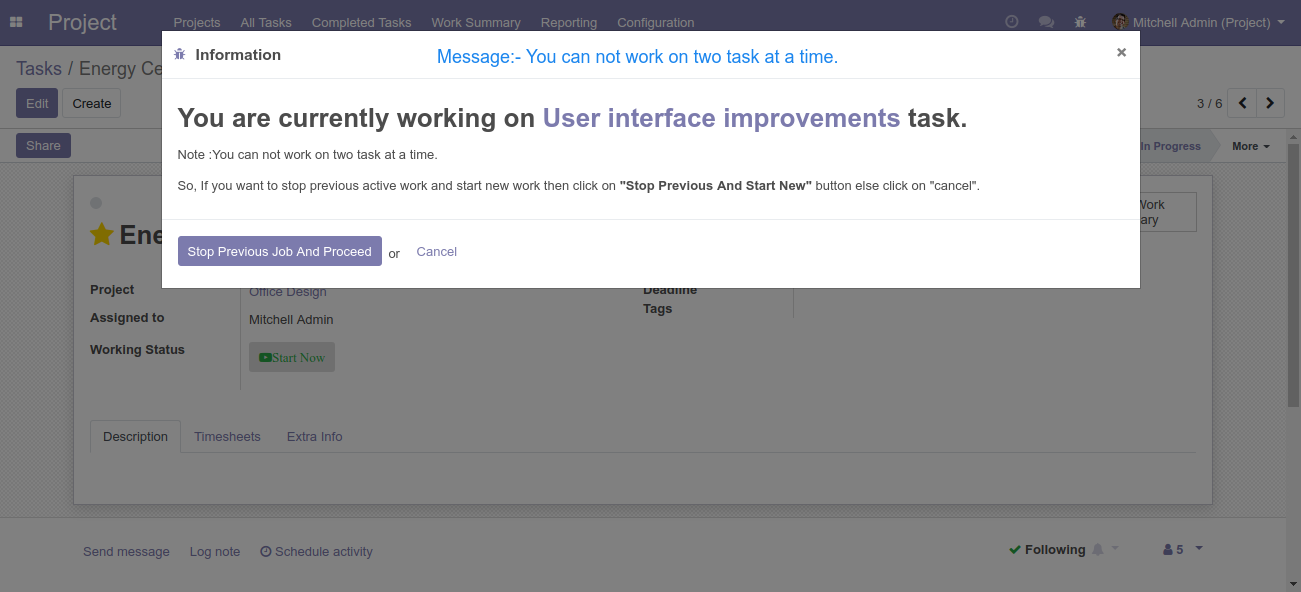 Project Projects All Tasks Completed Tasks Work Summary Reporting Configuration Mitchell Admin (Project)
Information Message:- You can not work on two task at a time. ×
Tasks / Energy Ce
Edit Create 3 / 6
You are currently working on User interface improvements task.
Share In Progress More
Note :You can not work on two task at a time.
So, If you want to stop previous active work and start new work then click on "Stop Previous And Start New" button else click on "cancel".
Work
ary
Ene
Stop Previous Job And Proceed or Cancel
Project Office Design Deadline
Assigned to Mitchell Admin Tags
Working Status Start Now
Description Timesheets Extra Info
Send message Log note Schedule activity Following 5